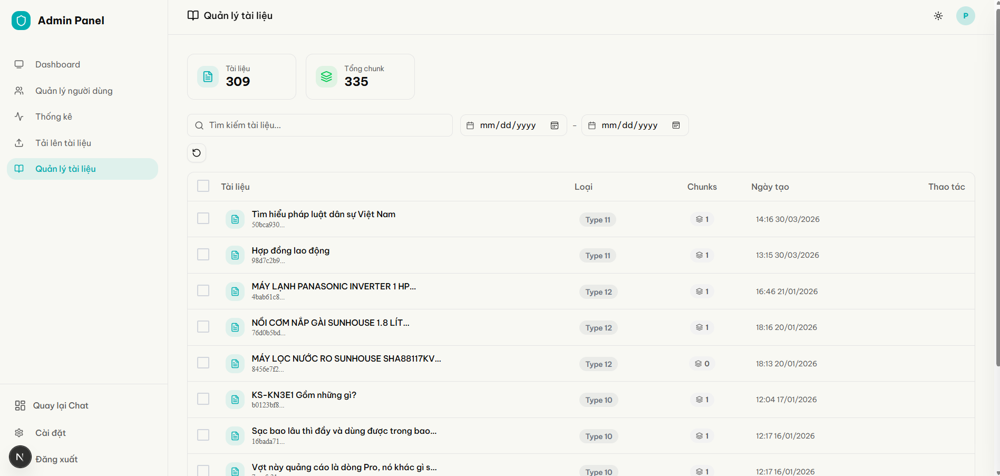 Admin Panel
Dashboard
Quản lý người dùng
Thống kê
Tải lên tài liệu
Quản lý tài liệu
Quay lại Chat
Cài đặt
N
Đăng xuất
Quản lý tài liệu
P
Tài liệu
309
Tổng chunk
335
Tìm kiếm tài liệu...
mm/dd/yyyy - mm/dd/yyyy
Tài liệu Loại Chunks Ngày tạo Thao tác
Tìm hiểu pháp luật dân sự Việt Nam
50bca930...
Type 11 1 14:16 30/03/2026
Hợp đồng lao động
98d7c2b9...
Type 11 1 13:15 30/03/2026
MÁY LẠNH PANASONIC INVERTER 1 HP...
4bab61c8...
Type 12 1 16:46 21/01/2026
NỒI CƠM NẮP GÀI SUNHOUSE 1.8 LÍT...
76d0b5bd...
Type 12 1 18:16 20/01/2026
MÁY LỌC NƯỚC RO SUNHOUSE SHA88117KV...
8456e7f2...
Type 12 0 18:13 20/01/2026
KS-KN3E1 Gồm những gì?
b0123bf8...
Type 10 1 12:04 17/01/2026
Sạc bao lâu thì đầy và dùng được trong bao...
16bada71...
Type 10 1 12:17 16/01/2026
Vợt này quảng cáo là dòng Pro, nó khác gì s...
Type 10 1 12:17 16/01/2026